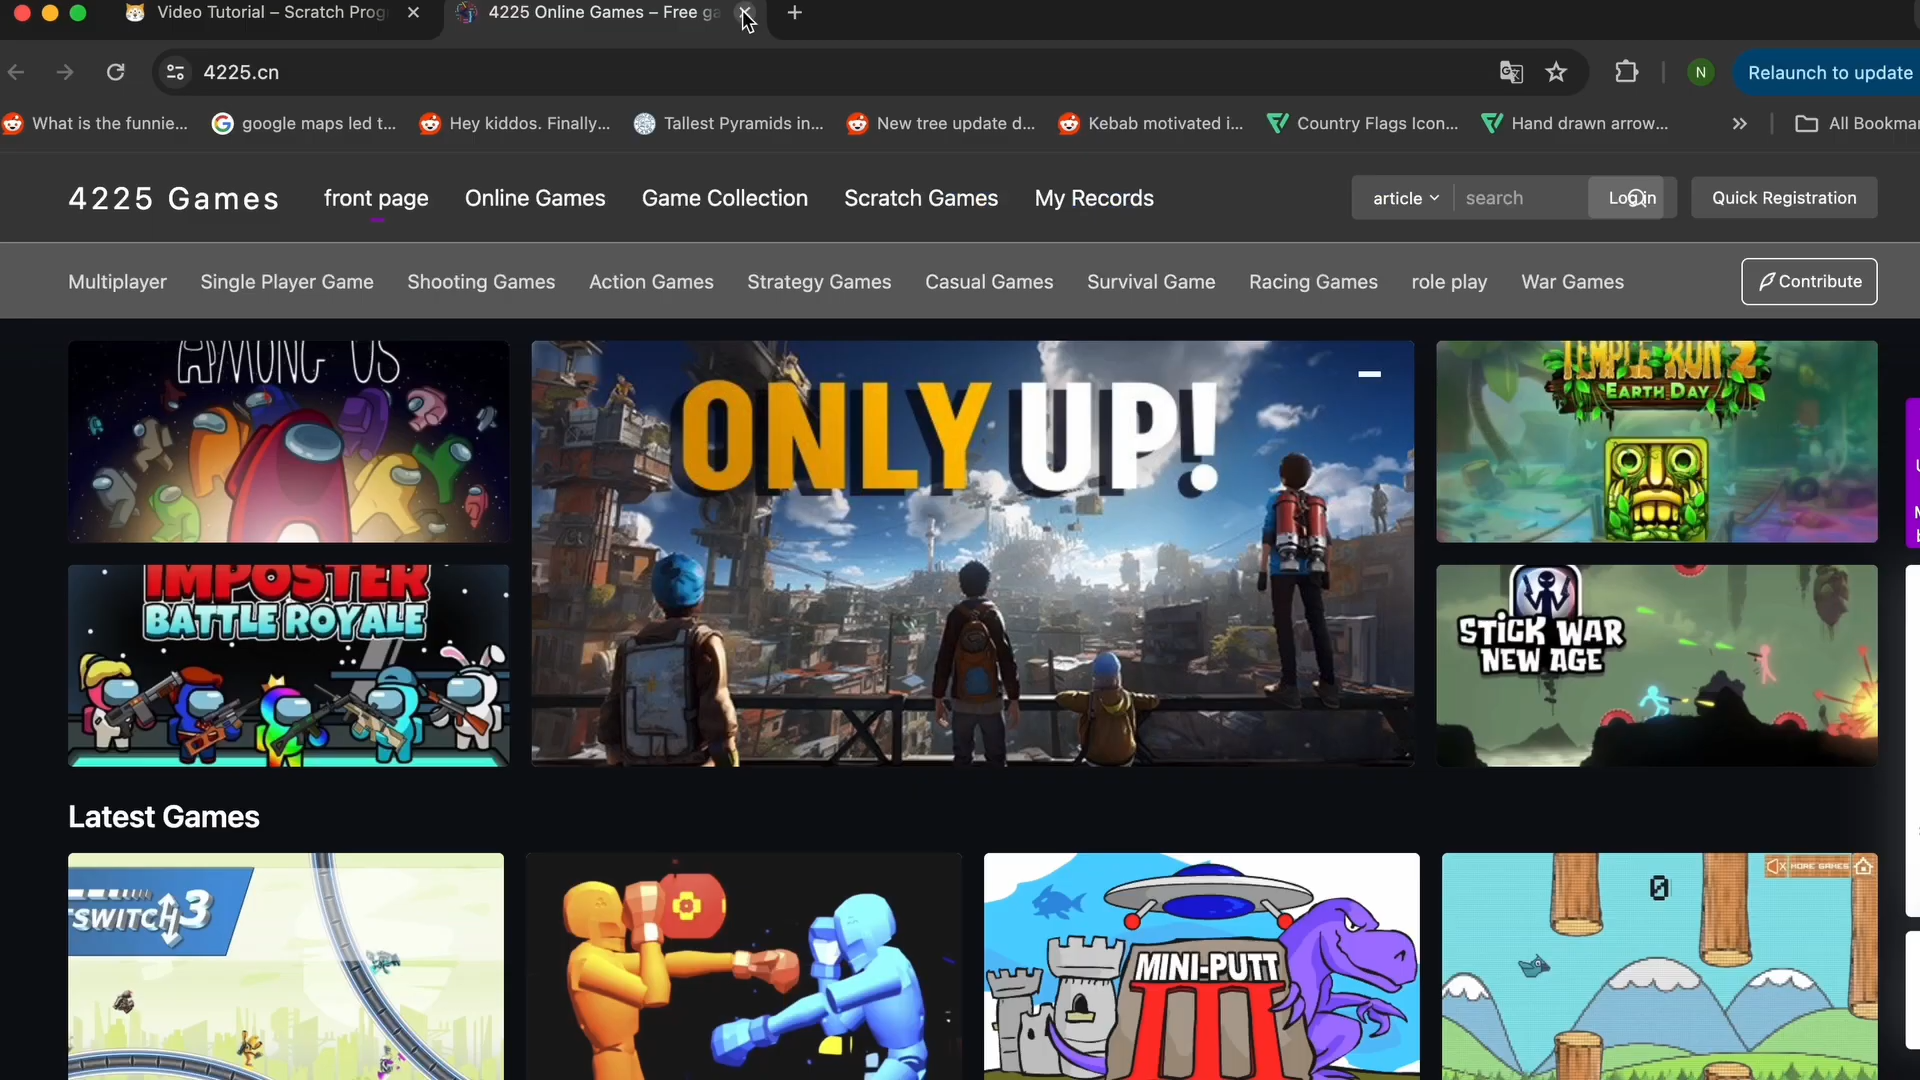 Video Tutorial – Scratch Prog
4225 Online Games – Free ga
4225.cn
N
Relaunch to update
What is the funnie...
google maps led t...
Hey kiddos. Finally,...
Tallest Pyramids in...
New tree update d...
Kebab motivated i...
Country Flags Icon...
Hand drawn arrow...
All Bookmar
4225 Games
front page
Online Games
Game Collection
Scratch Games
My Records
article
search
Login
Quick Registration
Multiplayer
Single Player Game
Shooting Games
Action Games
Strategy Games
Casual Games
Survival Game
Racing Games
role play
War Games
Contribute
AMONG US
ONLY UP!
TEMPLE RUN 2
EARTH DAY
IMPOSTER
BATTLE ROYALE
STICK WAR
NEW AGE
Latest Games
TSWITCH 3
MINI-PUTT
MORE GAMES
0